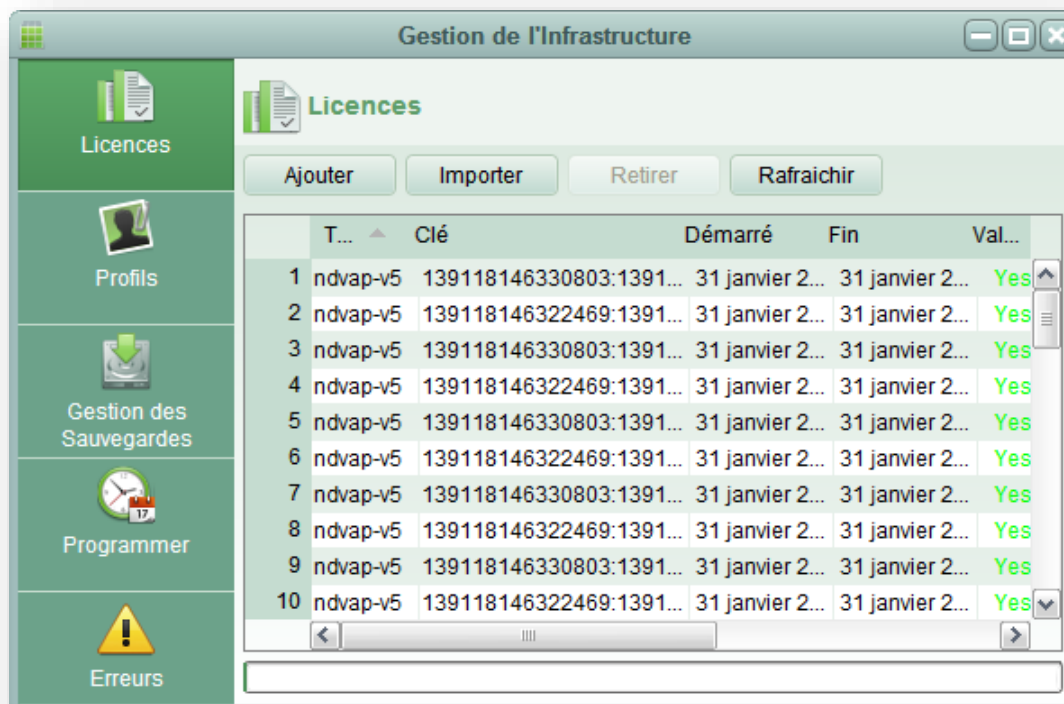 Gestion de l'Infrastructure
Licences
Profils
Gestion des
Sauvegardes
Programmer
17
Erreurs
Licences
Ajouter Importer Retirer Rafraichir
T... Clé Démarré Fin Val...
1 ndvap-v5 139118146330803:1391... 31 janvier 2... 31 janvier 2... Yes
2 ndvap-v5 139118146322469:1391... 31 janvier 2... 31 janvier 2... Yes
3 ndvap-v5 139118146330803:1391... 31 janvier 2... 31 janvier 2... Yes
4 ndvap-v5 139118146322469:1391... 31 janvier 2... 31 janvier 2... Yes
5 ndvap-v5 139118146330803:1391... 31 janvier 2... 31 janvier 2... Yes
6 ndvap-v5 139118146322469:1391... 31 janvier 2... 31 janvier 2... Yes
7 ndvap-v5 139118146330803:1391... 31 janvier 2... 31 janvier 2... Yes
8 ndvap-v5 139118146322469:1391... 31 janvier 2... 31 janvier 2... Yes
9 ndvap-v5 139118146330803:1391... 31 janvier 2... 31 janvier 2... Yes
10 ndvap-v5 139118146322469:1391... 31 janvier 2... 31 janvier 2... Yes